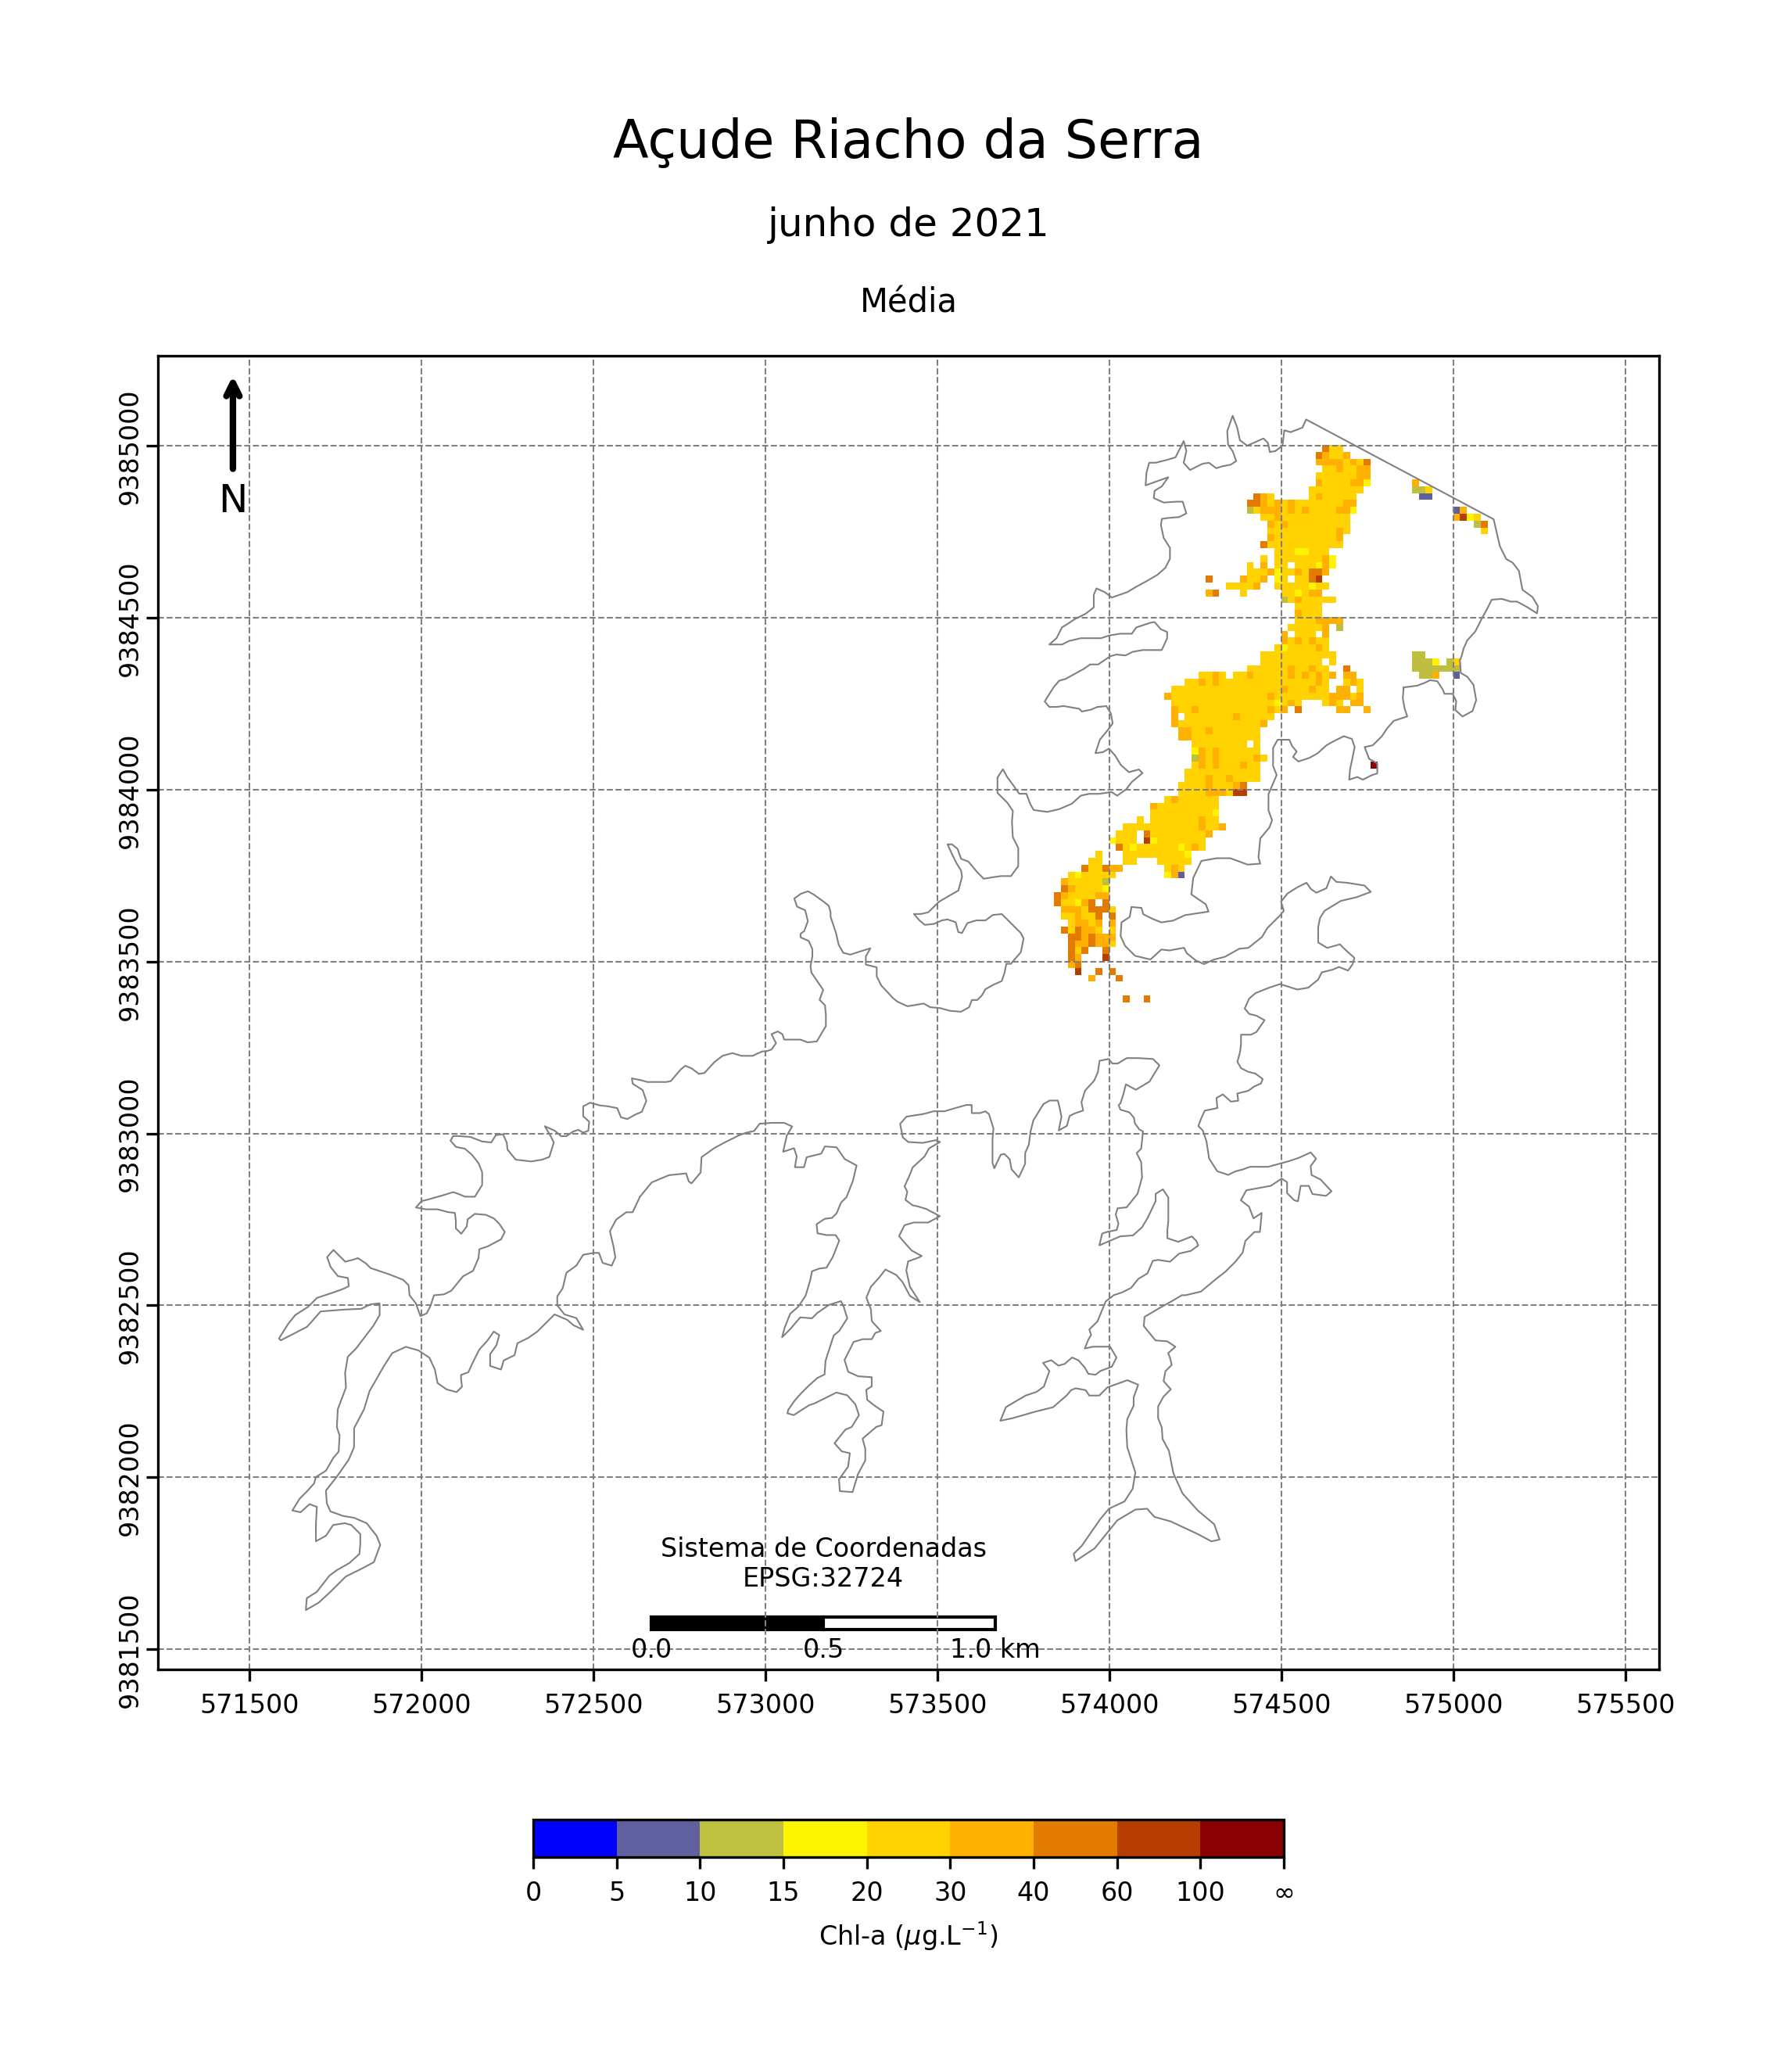 Açude Riacho da Serra
junho de 2021
Média
N
9385000
9384500
9384000
9383500
9383000
9382500
9382000
9381500
Sistema de Coordenadas
EPSG:32724
0.0 0.5 1.0 km
571500 572000 572500 573000 573500 574000 574500 575000 575500
0 5 10 15 20 30 40 60 100 ∞
Chl-a (μg.L⁻¹)